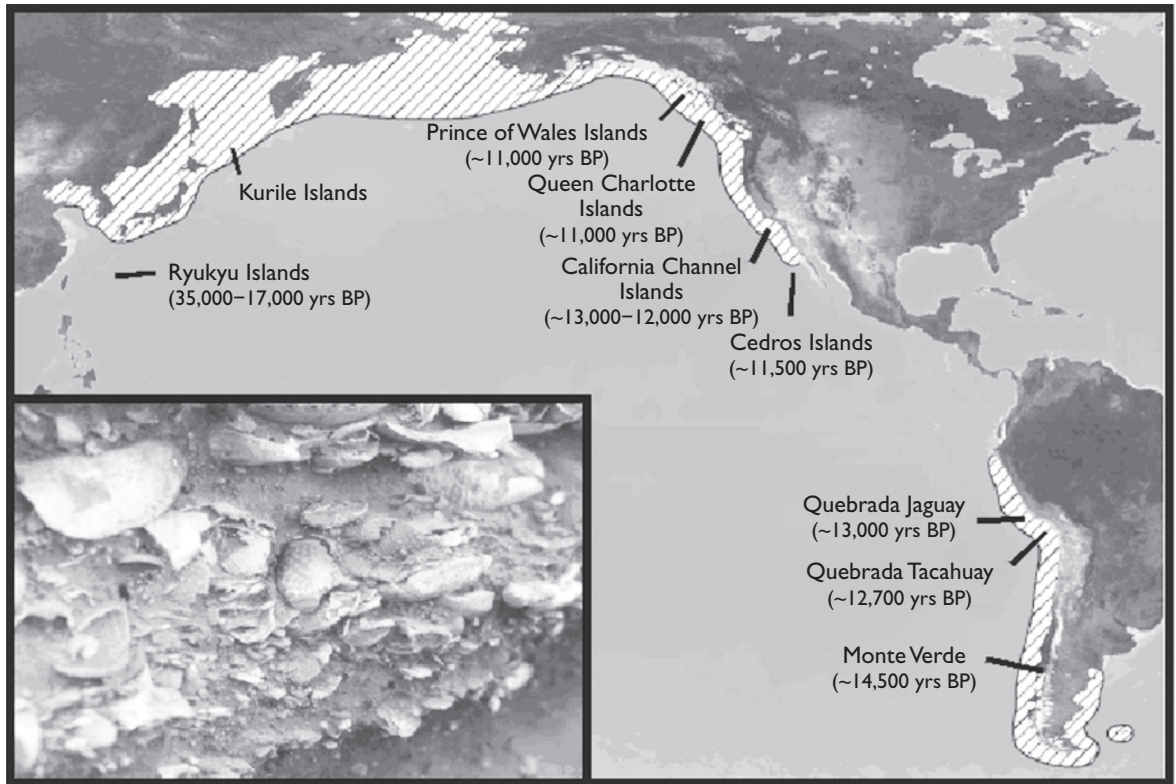 Prince of Wales Islands
(~11,000 yrs BP)
Kurile Islands
Queen Charlotte
Islands
(~11,000 yrs BP)
Ryukyu Islands
(35,000–17,000 yrs BP)
California Channel
Islands
(~13,000–12,000 yrs BP)
Cedros Islands
(~11,500 yrs BP)
Quebrada Jaguay
(~13,000 yrs BP)
Quebrada Tacahuay
(~12,700 yrs BP)
Monte Verde
(~14,500 yrs BP)